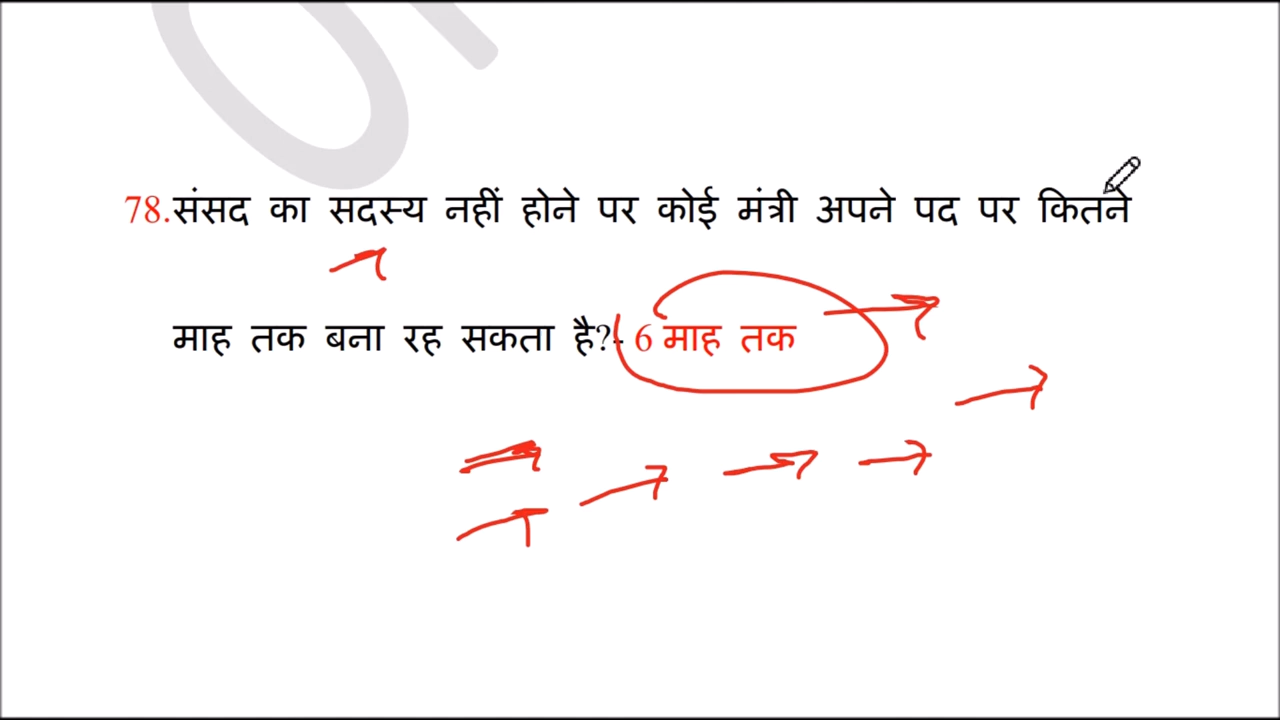 78.संसद का सदस्य नहीं होने पर कोई मंत्री अपने पद पर कितने
माह तक बना रह सकता है?- 6 माह तक